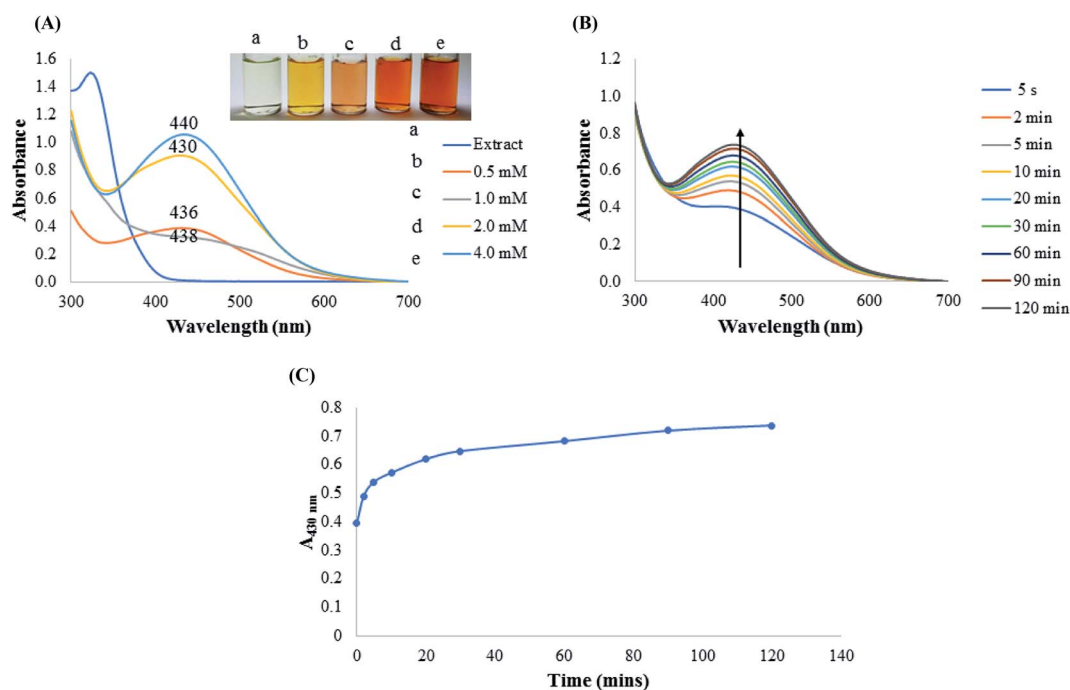 (A)
a b c d e
1.6
1.4
1.2
1.0
0.8
0.6
0.4
0.2
0.0
Absorbance
440
430
436
438
300 400 500 600 700
Wavelength (nm)
a Extract
b 0.5 mM
c 1.0 mM
d 2.0 mM
e 4.0 mM
(B)
1.2
1.0
0.8
0.6
0.4
0.2
0.0
Absorbance
300 400 500 600 700
Wavelength (nm)
5 s
2 min
5 min
10 min
20 min
30 min
60 min
90 min
120 min
(C)
0.8
0.7
0.6
0.5
0.4
0.3
0.2
0.1
0
A430 nm
0 20 40 60 80 100 120 140
Time (mins)